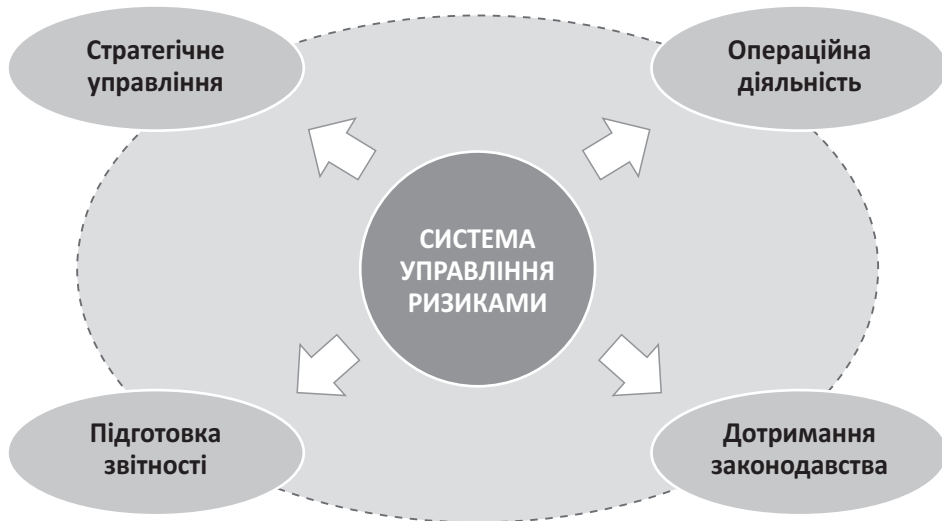 Стратегічне
управління
Операційна
діяльність
СИСТЕМА
УПРАВЛІННЯ
РИЗИКАМИ
Підготовка
звітності
Дотримання
законодавства